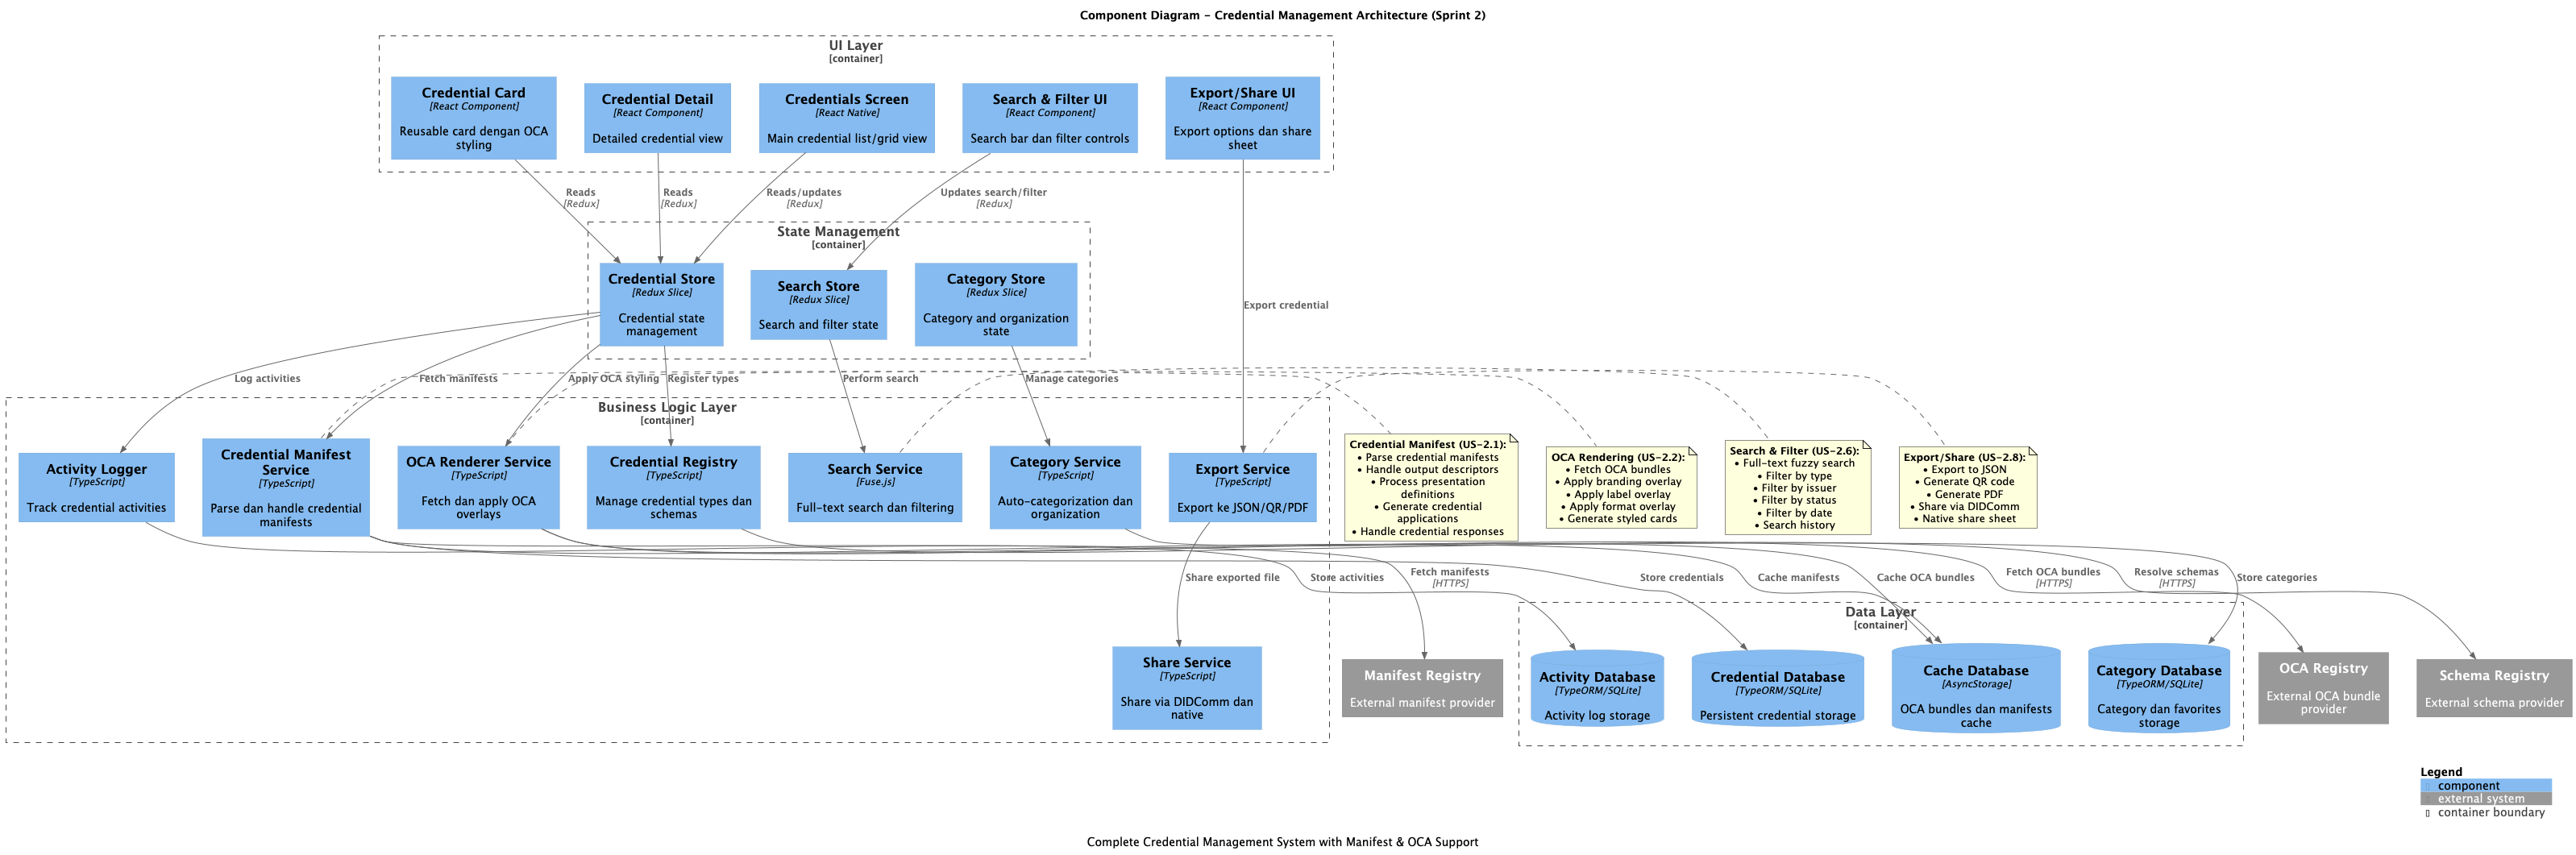 Component Diagram - Credential Management Architecture (Sprint 2)
UI Layer
[container]
Credential Card
[React Component]
Reusable card dengan OCA
styling
Credential Detail
[React Component]
Detailed credential view
Credentials Screen
[React Native]
Main credential list/grid view
Search & Filter UI
[React Component]
Search bar dan filter controls
Export/Share UI
[React Component]
Export options dan share
sheet
Reads
[Redux]
Reads
[Redux]
Reads/updates
[Redux]
Updates search/filter
[Redux]
State Management
[container]
Credential Store
[Redux Slice]
Credential state
management
Search Store
[Redux Slice]
Search and filter state
Category Store
[Redux Slice]
Category and organization
state
Export credential
Log activities
Fetch manifests
Apply OCA styling
Register types
Perform search
Manage categories
Business Logic Layer
[container]
Activity Logger
[TypeScript]
Track credential activities
Credential Manifest
Service
[TypeScript]
Parse dan handle credential
manifests
OCA Renderer Service
[TypeScript]
Fetch dan apply OCA
overlays
Credential Registry
[TypeScript]
Manage credential types dan
schemas
Search Service
[Fuse.js]
Full-text search dan filtering
Category Service
[TypeScript]
Auto-categorization dan
organization
Export Service
[TypeScript]
Export ke JSON/QR/PDF
Credential Manifest (US-2.1):
• Parse credential manifests
• Handle output descriptors
• Process presentation
definitions
• Generate credential
applications
• Handle credential responses
OCA Rendering (US-2.2):
• Fetch OCA bundles
• Apply branding overlay
• Apply label overlay
• Apply format overlay
• Generate styled cards
Search & Filter (US-2.6):
• Full-text fuzzy search
• Filter by type
• Filter by issuer
• Filter by status
• Filter by date
• Search history
Export/Share (US-2.8):
• Export to JSON
• Generate QR code
• Generate PDF
• Share via DIDComm
• Native share sheet
Share exported file
Store activities
Fetch manifests
[HTTPS]
Store credentials
Cache manifests
Cache OCA bundles
Fetch OCA bundles
[HTTPS]
Resolve schemas
[HTTPS]
Store categories
Share Service
[TypeScript]
Share via DIDComm dan
native
Manifest Registry
External manifest provider
Data Layer
[container]
Activity Database
[TypeORM/SQLite]
Activity log storage
Credential Database
[TypeORM/SQLite]
Persistent credential storage
Cache Database
[AsyncStorage]
OCA bundles dan manifests
cache
Category Database
[TypeORM/SQLite]
Category dan favorites
storage
OCA Registry
External OCA bundle
provider
Schema Registry
External schema provider
Legend
component
external system
container boundary
Complete Credential Management System with Manifest & OCA Support